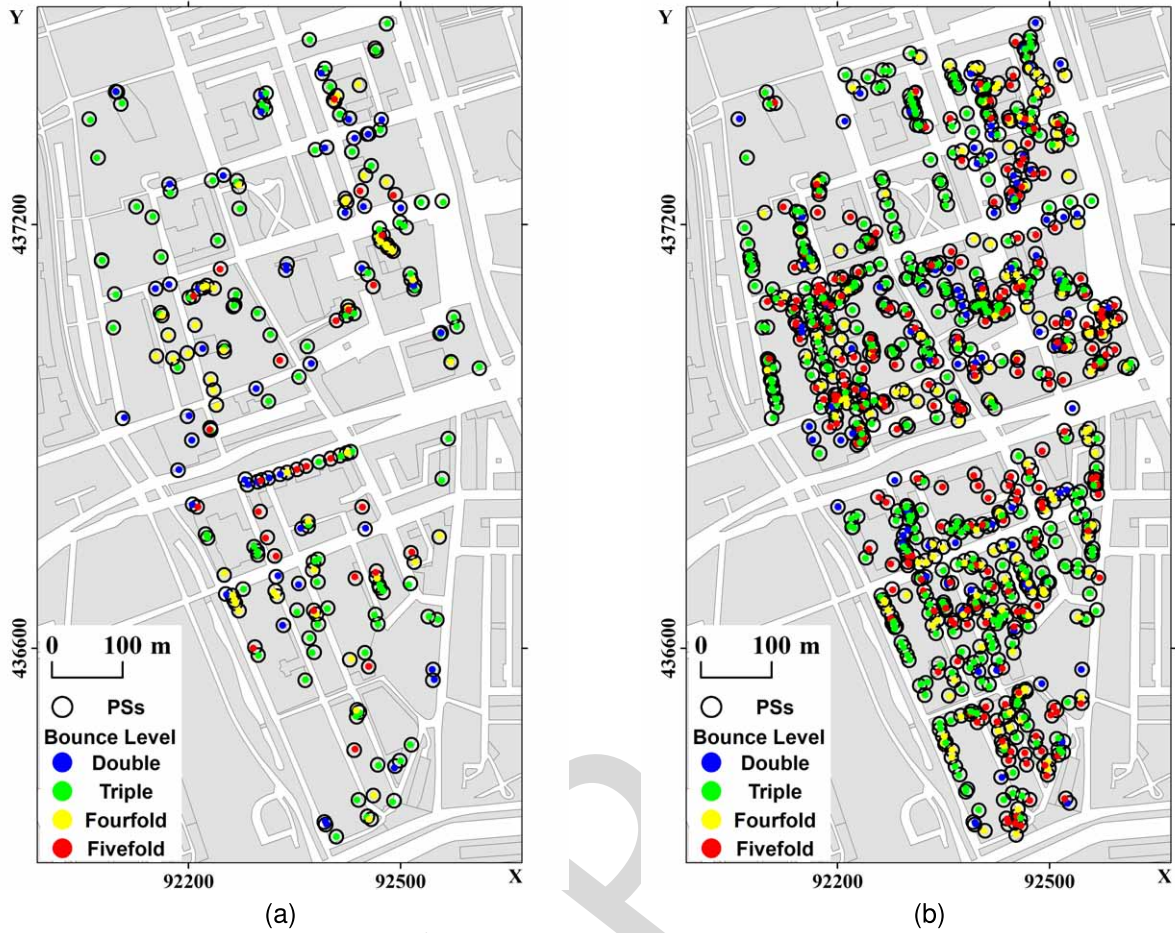 Y
437200
436600
0 100 m
PSs
Bounce Level
Double
Triple
Fourfold
Fivefold
92200
92500
X
(a)
Y
437200
436600
0 100 m
PSs
Bounce Level
Double
Triple
Fourfold
Fivefold
92200
92500
X
(b)